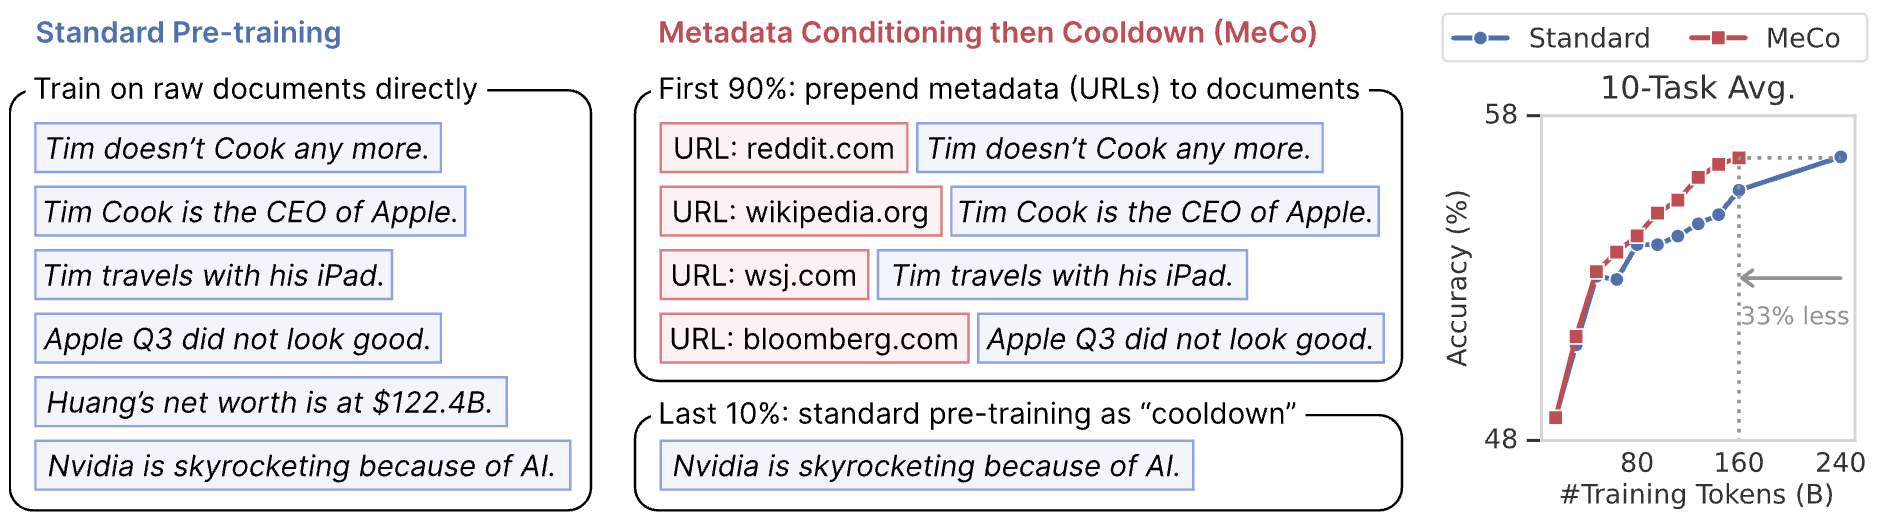 Standard Pre-training
Train on raw documents directly
Tim doesn’t Cook any more.
Tim Cook is the CEO of Apple.
Tim travels with his iPad.
Apple Q3 did not look good.
Huang’s net worth is at $122.4B.
Nvidia is skyrocketing because of AI.
Metadata Conditioning then Cooldown (MeCo)
First 90%: prepend metadata (URLs) to documents
URL: reddit.com Tim doesn’t Cook any more.
URL: wikipedia.org Tim Cook is the CEO of Apple.
URL: wsj.com Tim travels with his iPad.
URL: bloomberg.com Apple Q3 did not look good.
Last 10%: standard pre-training as “cooldown”
Nvidia is skyrocketing because of AI.
Standard MeCo
10-Task Avg.
58
Accuracy (%)
33% less
48
80 160 240
#Training Tokens (B)